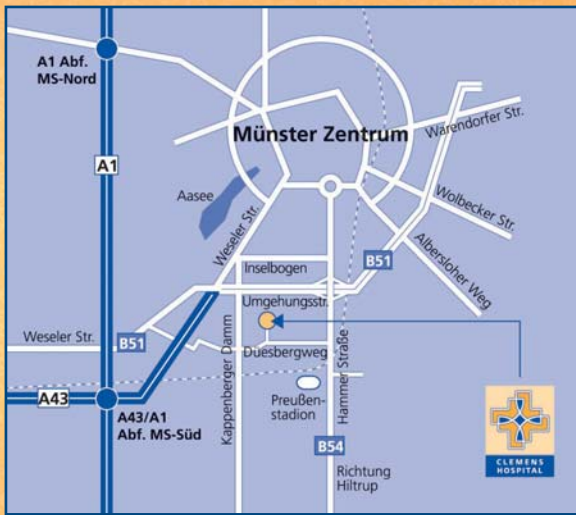 A1 Abf.
MS-Nord
A1
Münster Zentrum
Warendorfer Str.
Aasee
Weseler Str.
Wolbecker Str.
Albersloher Weg
Inselbogen
B51
Umgehungsstr.
Weseler Str.
B51
Kappenberger Damm
Duesbergweg
Hammer Straße
A43
A43/A1
Abf. MS-Süd
Preußen-
stadion
B54
Richtung
Hiltrup
CLEMENS
HOSPITAL